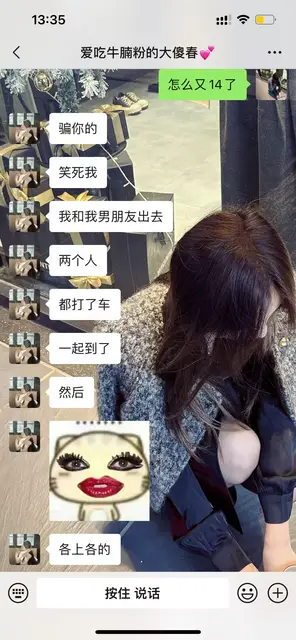 13:35
爱吃牛腩粉的大傻春💕
怎么又14了
骗你的
笑死我
我和我男朋友出去
两个人
都打了车
一起到了
然后
各上各的
按住 说话